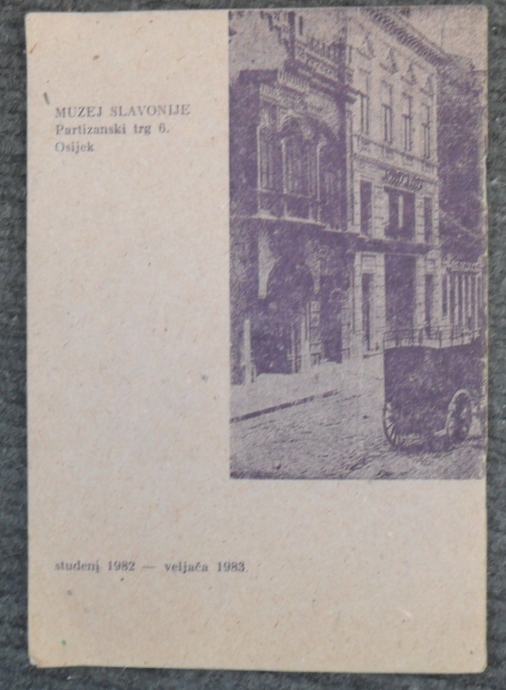 MUZEJ SLAVONIJE
Partizanski trg 6.
Osijek
studeni 1982 — veljača 1983